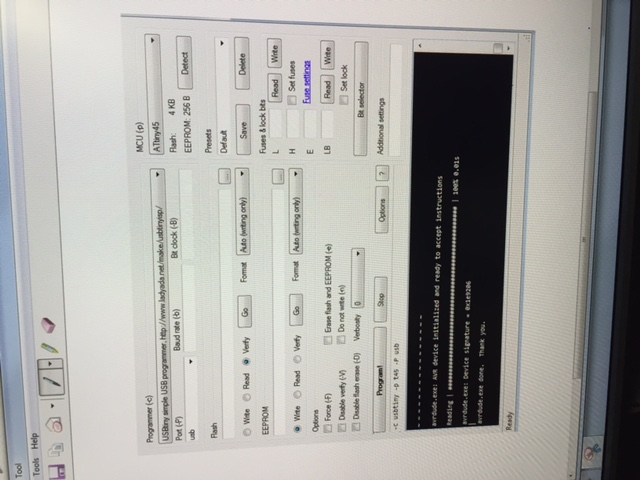 Tool
Tools Help
Programmer (-c)
USBtiny simple USB programmer, http://www.ladyada.net/make/usbtinyisp/
Port (-P) Baud rate (-b) Bit clock (-B)
usb
Flash
...
Write Read Verify Go Format Auto (writing only)
EEPROM
...
Write Read Verify Go Format Auto (writing only)
Options
Force (-F) Erase flash and EEPROM (-e)
Disable verify (-V) Do not write (-n)
Disable flash erase (-D) Verbosity 0
Program! Stop Options ?
-c usbtiny -p t45 -P usb
MCU (-p)
ATtiny45
Flash: 4 KB
EEPROM: 256 B Detect
Presets
Default
Save Delete
Fuses & lock bits
L Read Write
H Set fuses
E Fuse settings
LB Read Write
Set lock
Bit selector
Additional settings
avrdude.exe: AVR device initialized and ready to accept instructions
Reading | ################################################## | 100% 0.01s
avrdude.exe: Device signature = 0x1e9206
avrdude.exe done. Thank you.
Ready